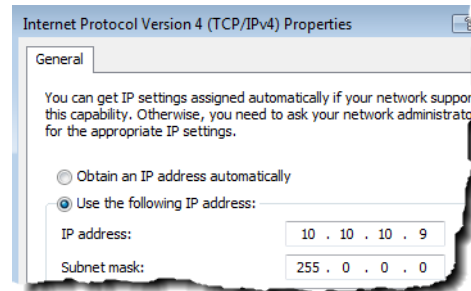 Internet Protocol Version 4 (TCP/IPv4) Properties
General
You can get IP settings assigned automatically if your network
this capability. Otherwise, you need to ask your network
for the appropriate IP settings.
Obtain an IP address automatically
Use the following IP address:
IP address: 10 . 10 . 10 . 9
Subnet mask: 255 . 0 . 0 . 0